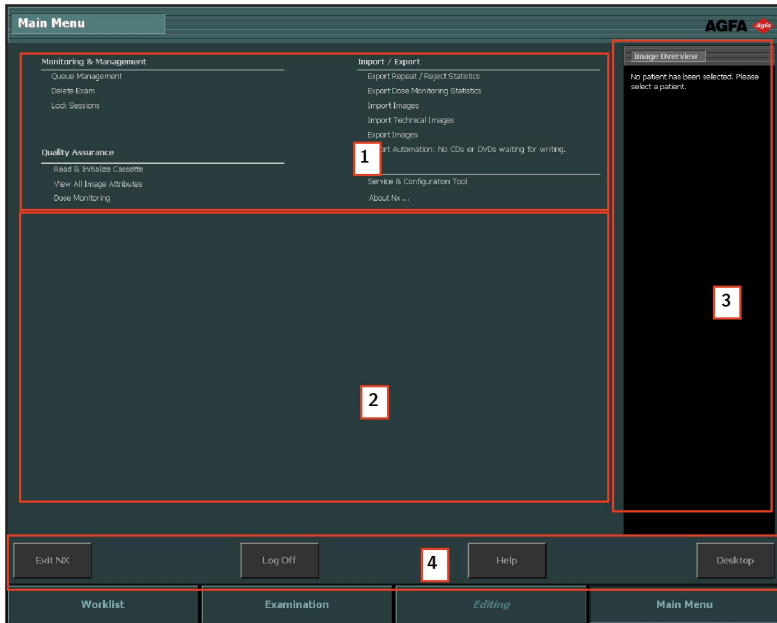 Main Menu
AGFA
Agfa
Monitoring & Management
Queue Management
Delete Exam
Lock Sessions
Quality Assurance
Read & Initialize Cassette
View All Image Attributes
Dose Monitoring
Import / Export
Export Repeat / Reject Statistics
Export Dose Monitoring Statistics
Import Images
Import Technical Images
Export Images
Automation: No CDs or DVDs waiting for writing.
Service & Configuration Tool
About Nx ...
1
2
Image Overview
No patient has been selected. Please
select a patient.
3
Exit NX
Log Off
4
Help
Desktop
Worklist
Examination
Editing
Main Menu